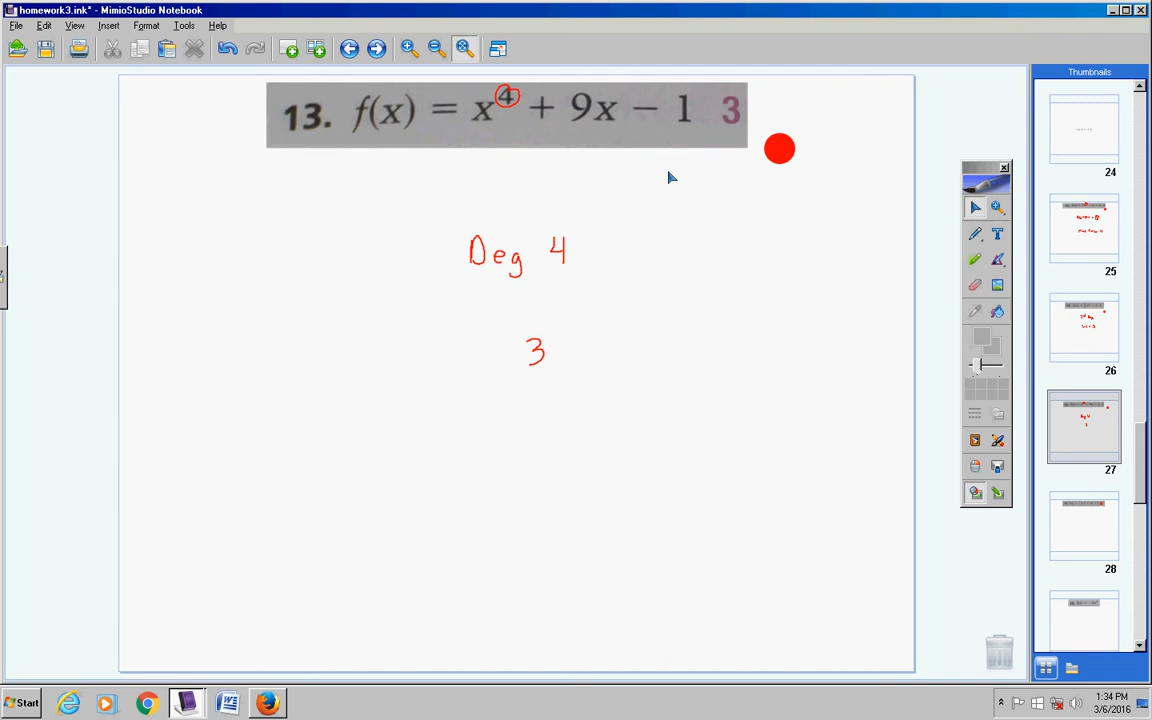 homework3.ink* - MimioStudio Notebook
File Edit View Insert Format Tools Help
Thumbnails
13. f(x) = x⁴ + 9x − 1 3
Deg 4
3
24
25
26
27
28
Start
1:34 PM
3/6/2016